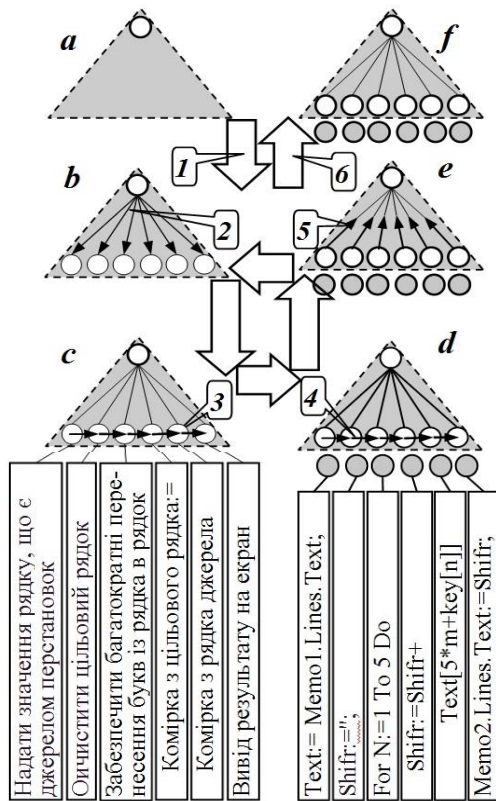 a
f
1
6
b
e
2
5
c
d
3
4
Надати значення рядку, що є
джерелом перстановок
Оичистити цільовий рядок
Забезпечити багатократні пере-
несення букв із рядка в рядок
Комірка з цільового рядка:=
Комірка з рядка джерела
Вивід результату на екран
Text:= Memo1.Lines.Text;
Shifr:='';
For N:=1 To 5 Do
Shifr:=Shifr+
Text[5*m+key[n]]
Memo2.Lines.Text:=Shifr;